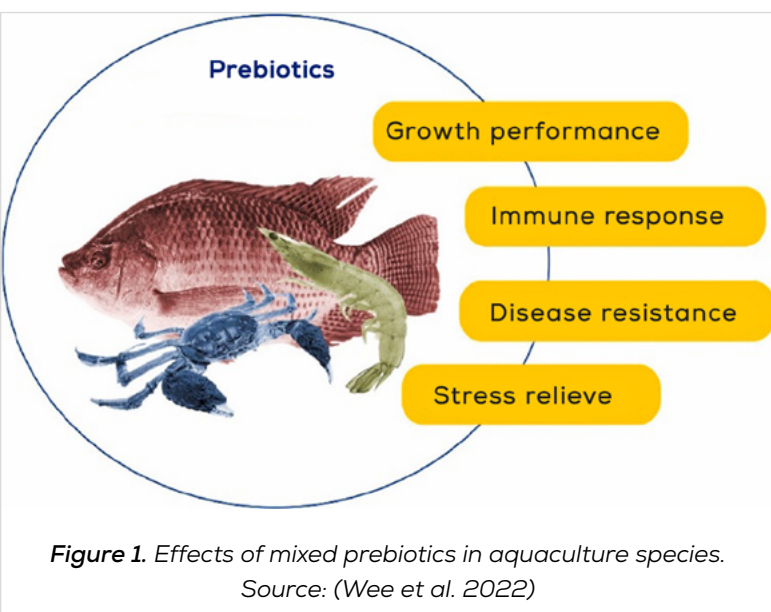 Prebiotics
Growth performance
Immune response
Disease resistance
Stress relieve
Figure 1. Effects of mixed prebiotics in aquaculture species.
Source: (Wee et al. 2022)